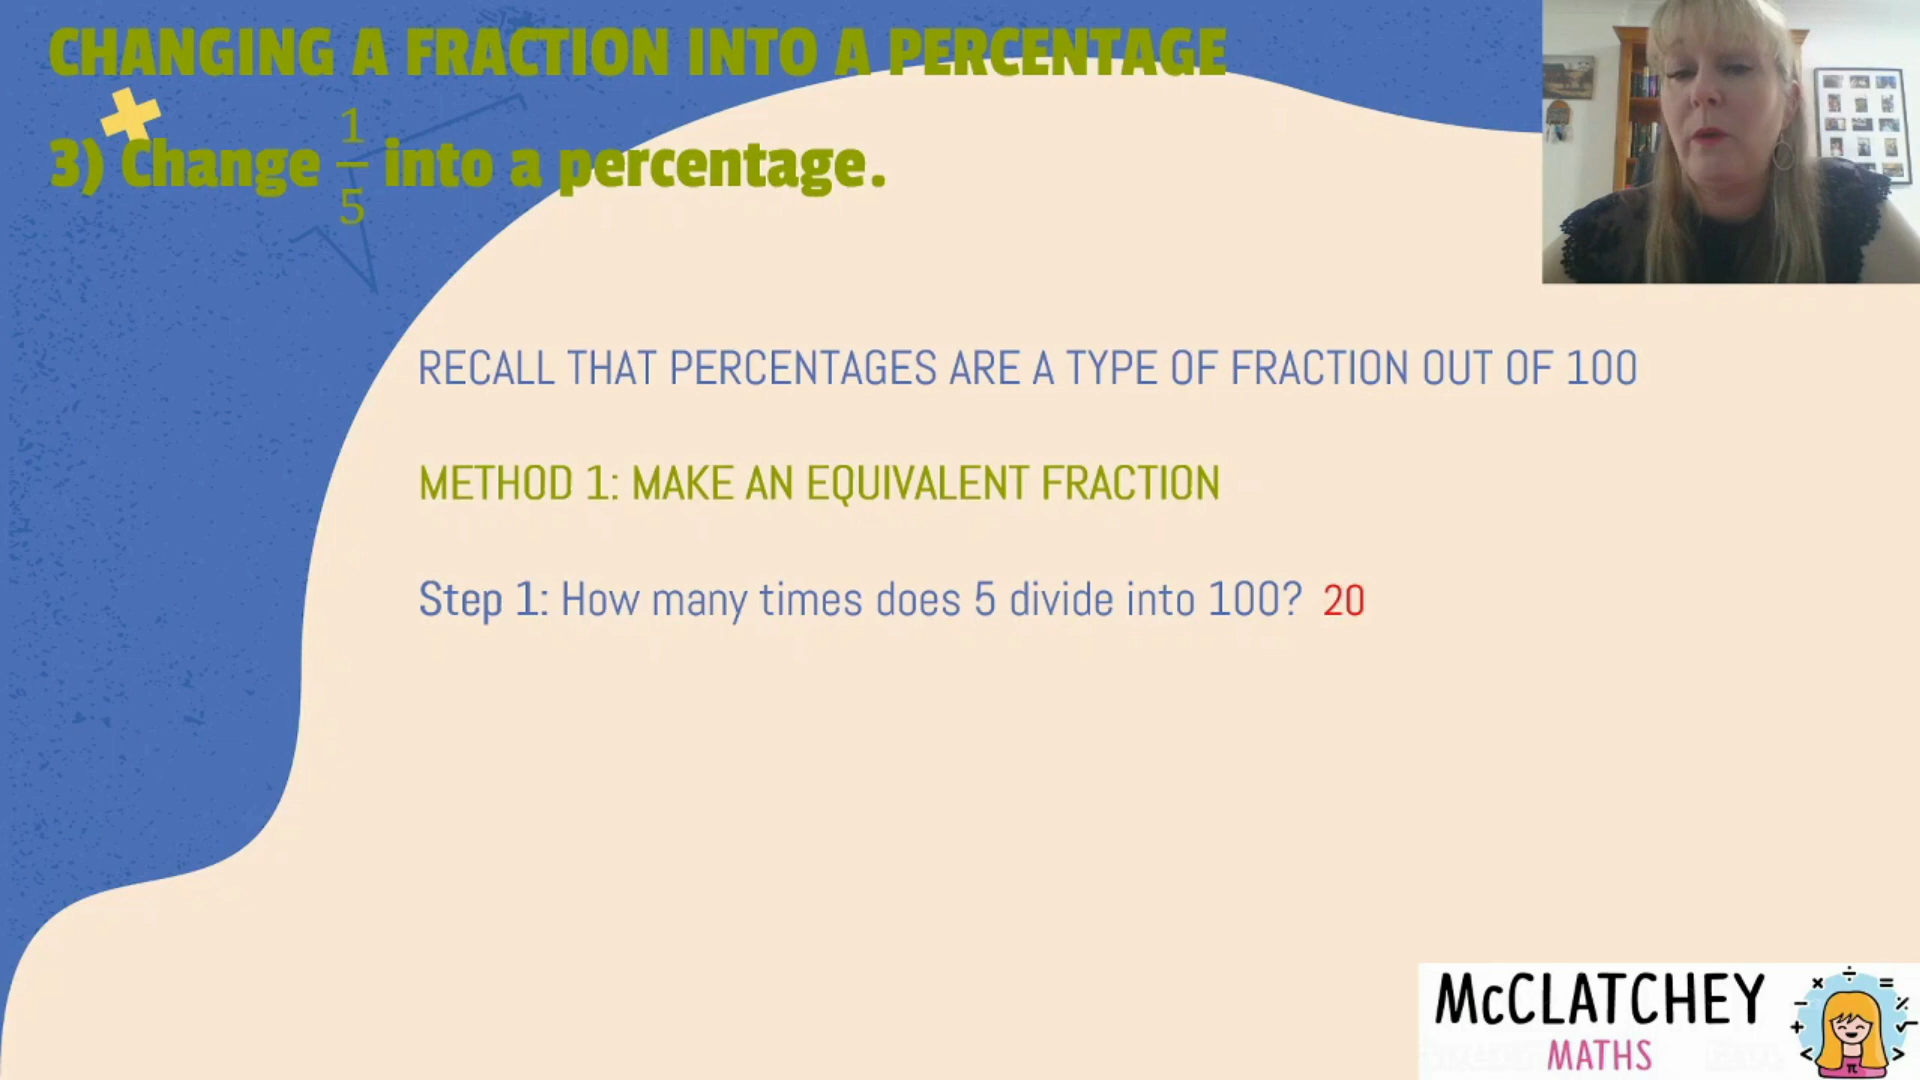 CHANGING A FRACTION INTO A PERCENTAGE
3) Change 1/5 into a percentage.
RECALL THAT PERCENTAGES ARE A TYPE OF FRACTION OUT OF 100
METHOD 1: MAKE AN EQUIVALENT FRACTION
Step 1: How many times does 5 divide into 100? 20
McCLATCHEY
MATHS